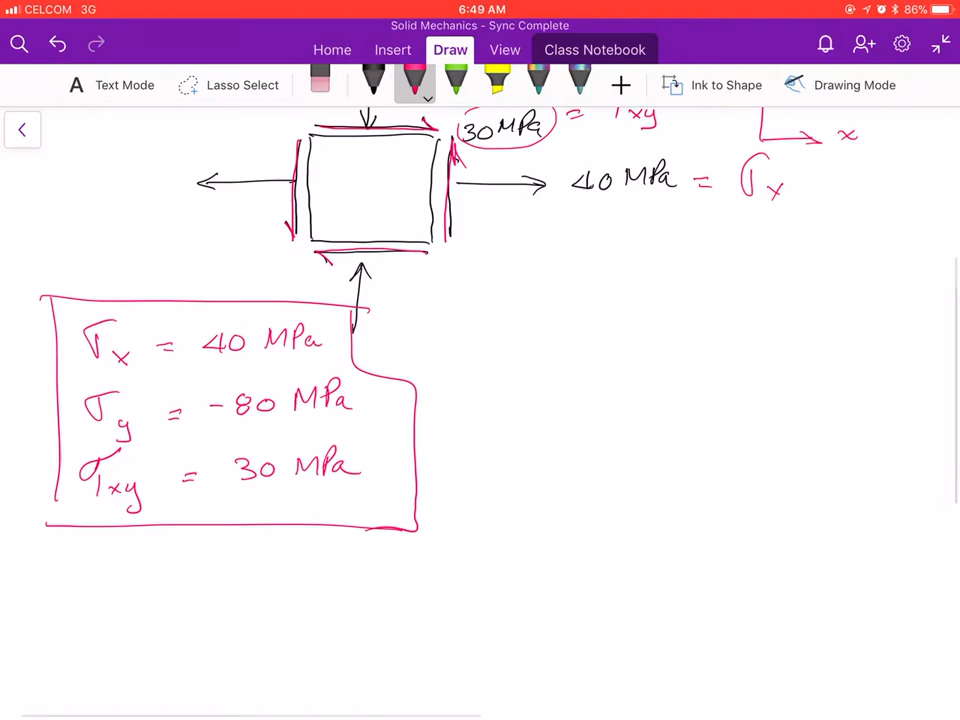 CELCOM 3G 6:49 AM 86%
Solid Mechanics - Sync Complete
Home Insert Draw View Class Notebook
A Text Mode Lasso Select Ink to Shape Drawing Mode
30 MPa = τxy
x
40 MPa = σx
σx = 40 MPa
σy = -80 MPa
τxy = 30 MPa